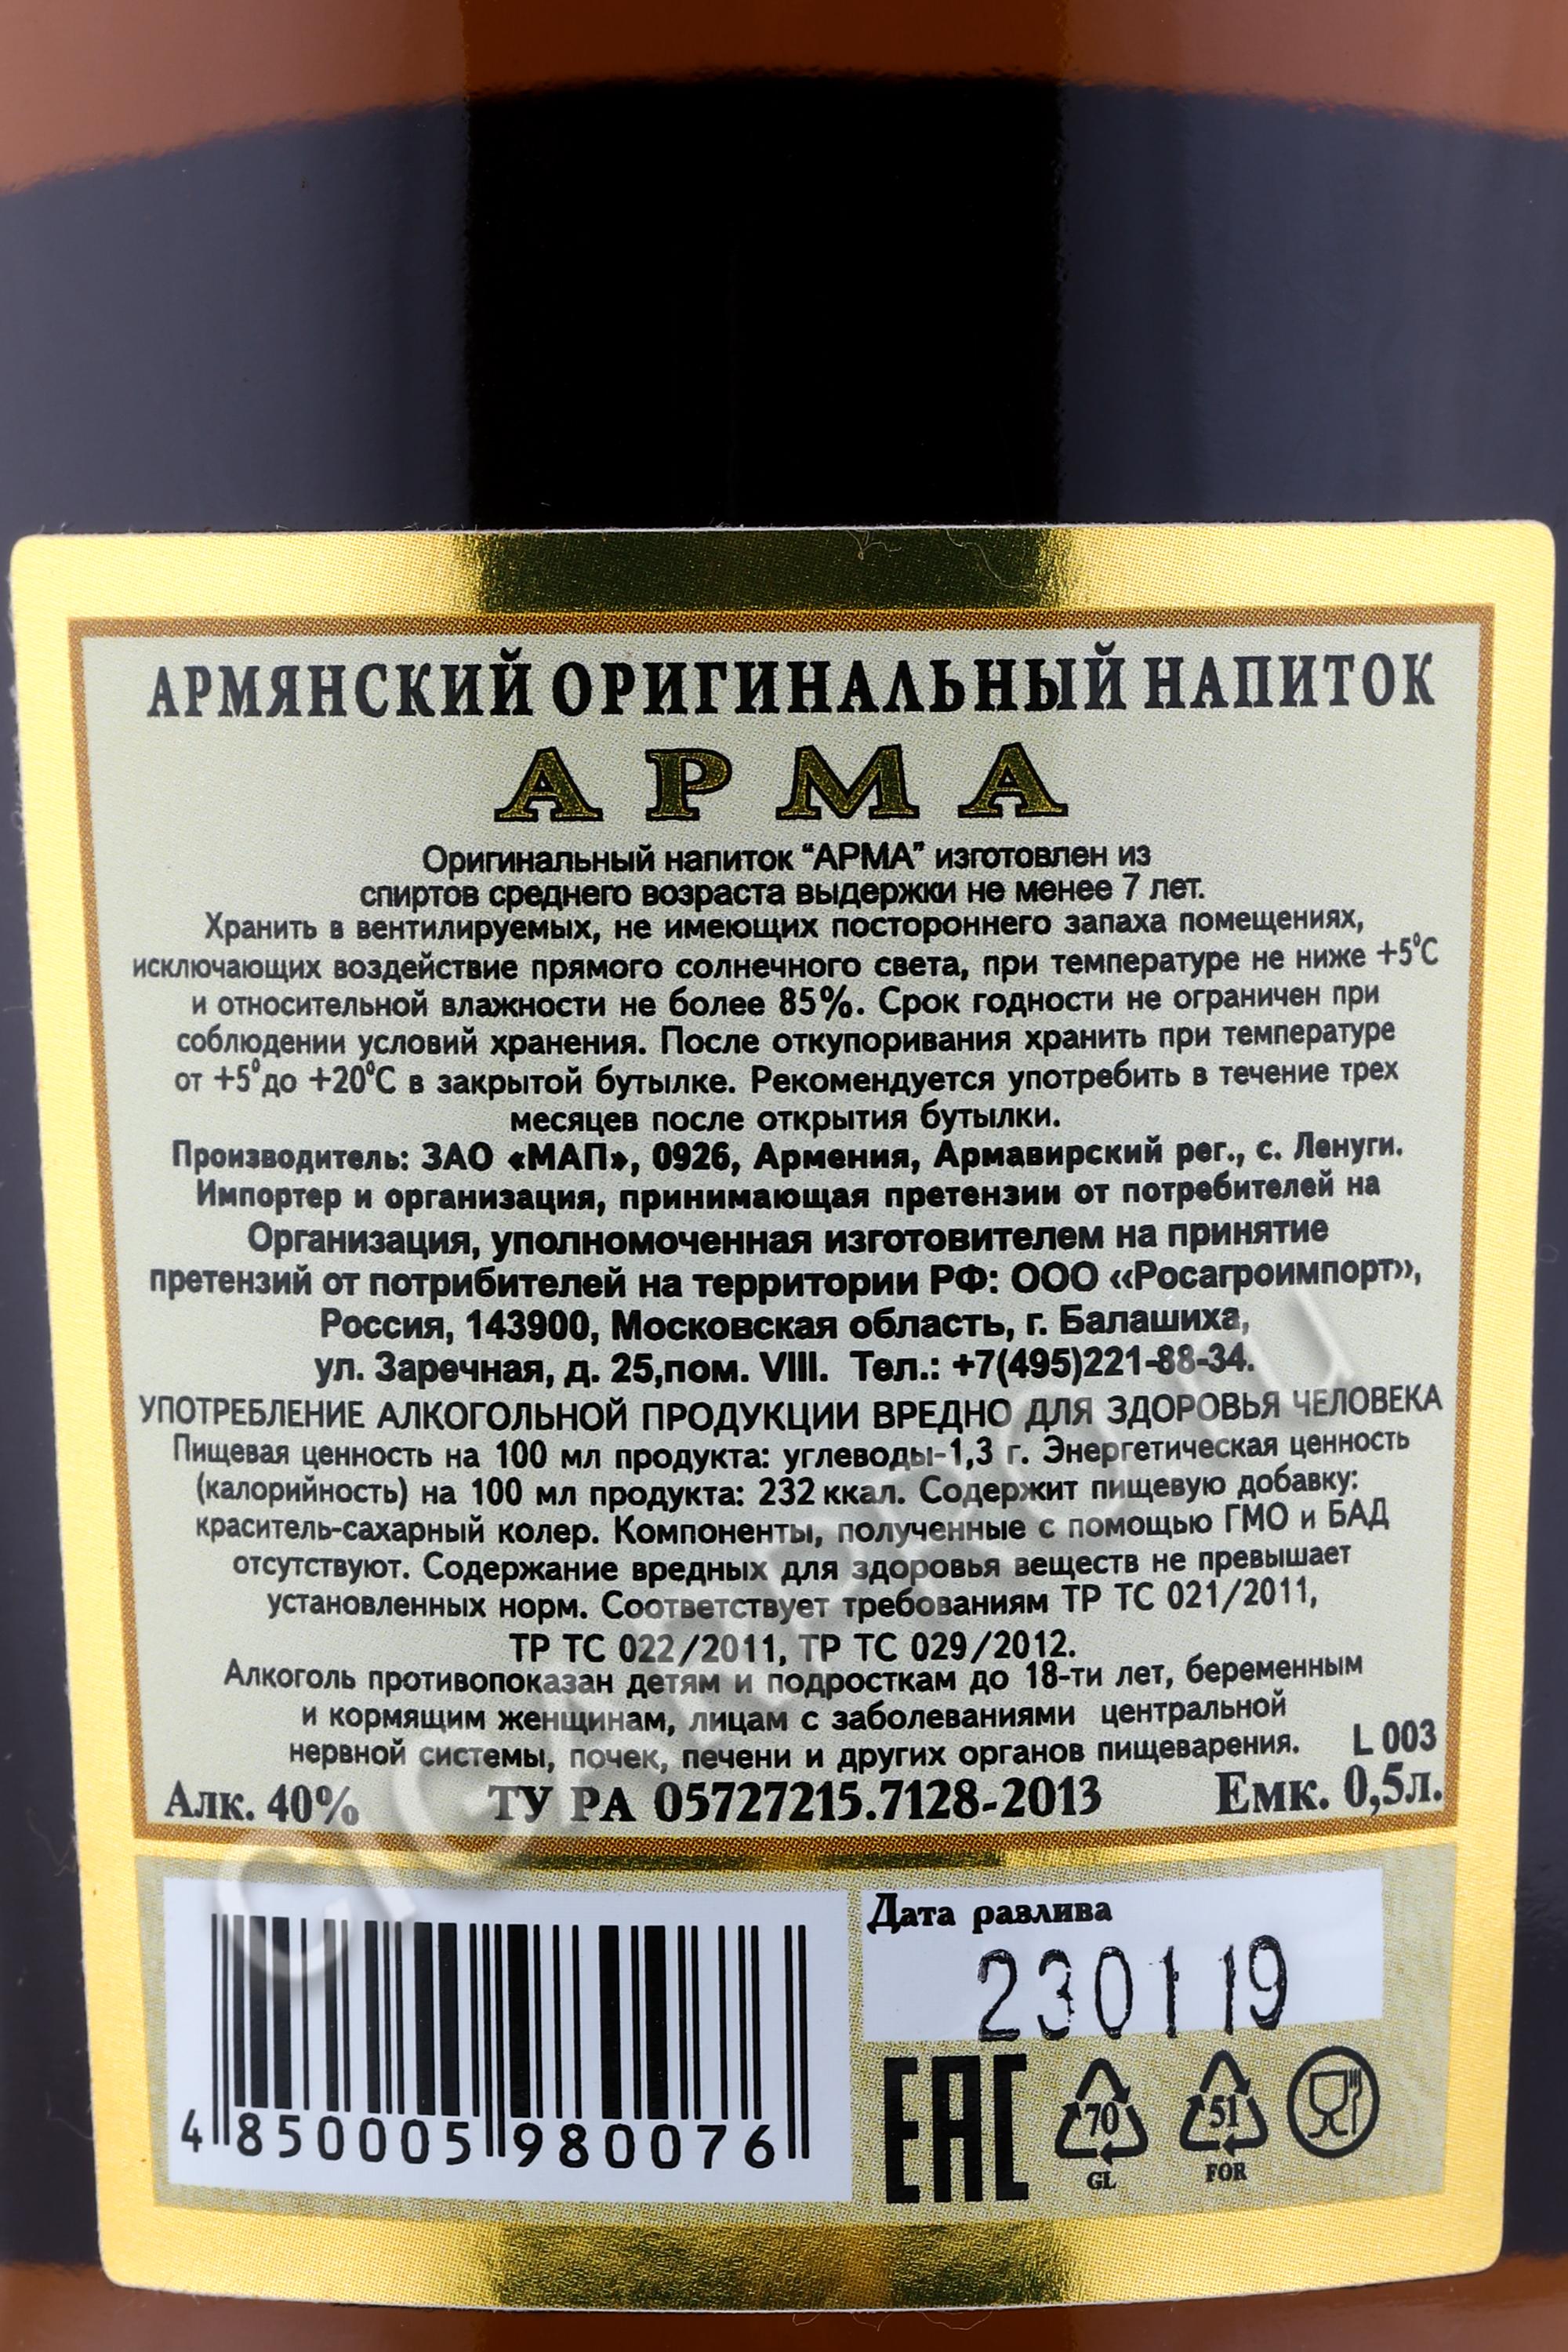 АРМЯНСКИЙ ОРИГИНАЛЬНЫЙ НАПИТОК
АРМА
Оригинальный напиток “АРМА” изготовлен из
спиртов среднего возраста выдержки не менее 7 лет.
Хранить в вентилируемых, не имеющих постороннего запаха помещениях,
исключающих воздействие прямого солнечного света, при температуре не ниже +5°С
и относительной влажности не более 85%. Срок годности не ограничен при
соблюдении условий хранения. После откупоривания хранить при температуре
от +5° до +20°С в закрытой бутылке. Рекомендуется употребить в течение трех
месяцев после открытия бутылки.
Производитель: ЗАО «МАП», 0926, Армения, Армавирский рег., с. Ленуги.
Импортер и организация, принимающая претензии от потребителей на
Организация, уполномоченная изготовителем на принятие
претензий от потрибителей на территории РФ: ООО «Росагроимпорт»,
Россия, 143900, Московская область, г. Балашиха,
ул. Заречная, д. 25,пом. VIII. Тел.: +7(495)221-88-34.
УПОТРЕБЛЕНИЕ АЛКОГОЛЬНОЙ ПРОДУКЦИИ ВРЕДНО ДЛЯ ЗДОРОВЬЯ ЧЕЛОВЕКА
Пищевая ценность на 100 мл продукта: углеводы-1,3 г. Энергетическая ценность
(калорийность) на 100 мл продукта: 232 ккал. Содержит пищевую добавку:
краситель-сахарный колер. Компоненты, полученные с помощью ГМО и БАД
отсутствуют. Содержание вредных для здоровья веществ не превышает
установленных норм. Соответствует требованиям ТР ТС 021/2011,
ТР ТС 022/2011, ТР ТС 029/2012.
Алкоголь противопоказан детям и подросткам до 18-ти лет, беременным
и кормящим женщинам, лицам с заболеваниями центральной
нервной системы, почек, печени и других органов пищеварения. L 003
Алк. 40% ТУ РА 05727215.7128-2013 Емк. 0,5л.
Дата разлива
230119
4 850005 980076
ЕАС
70
GL
51
FOR